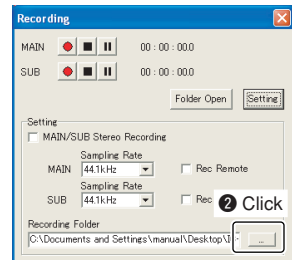 Recording
MAIN 00 : 00 : 00.0
SUB 00 : 00 : 00.0
Folder Open Setting
Setting
MAIN/SUB Stereo Recording
Sampling Rate
MAIN 44.1kHz Rec Remote
Sampling Rate
SUB 44.1kHz Rec
❷ Click
Recording Folder
C:\Documents and Settings\manual\Desktop\ ...